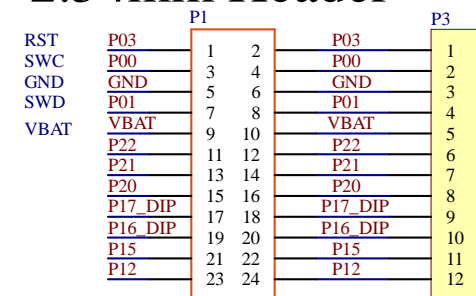 P1 P3
RST P03 1 2 P03 1
SWC P00 3 4 P00 2
GND GND 5 6 GND 3
SWD P01 7 8 P01 4
VBAT VBAT 9 10 VBAT 5
P22 11 12 P22 6
P21 13 14 P21 7
P20 15 16 P20 8
P17_DIP 17 18 P17_DIP 9
P16_DIP 19 20 P16_DIP 10
P15 21 22 P15 11
P12 23 24 P12 12